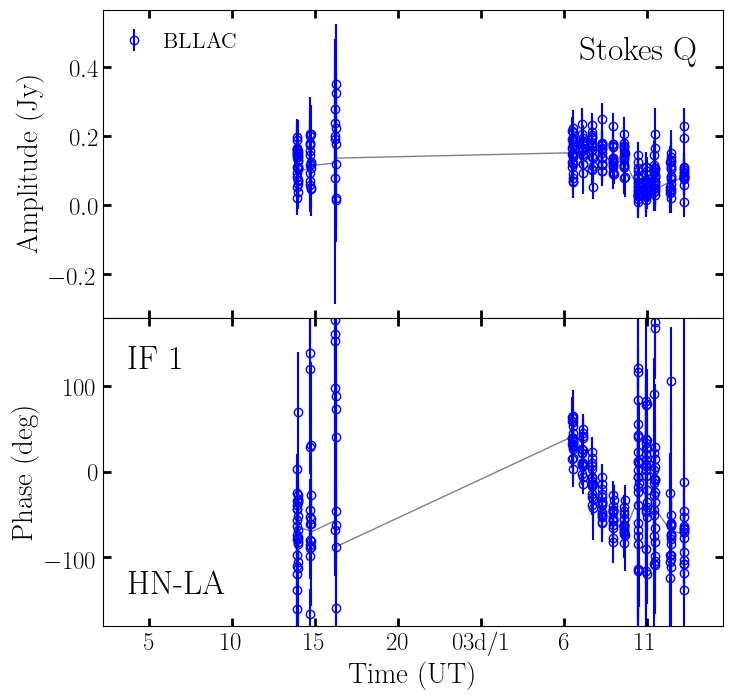 BLLAC
Stokes Q
0.4
0.2
0.0
−0.2
Amplitude (Jy)
IF 1
100
0
−100
Phase (deg)
HN-LA
5 10 15 20 03d/1 6 11
Time (UT)